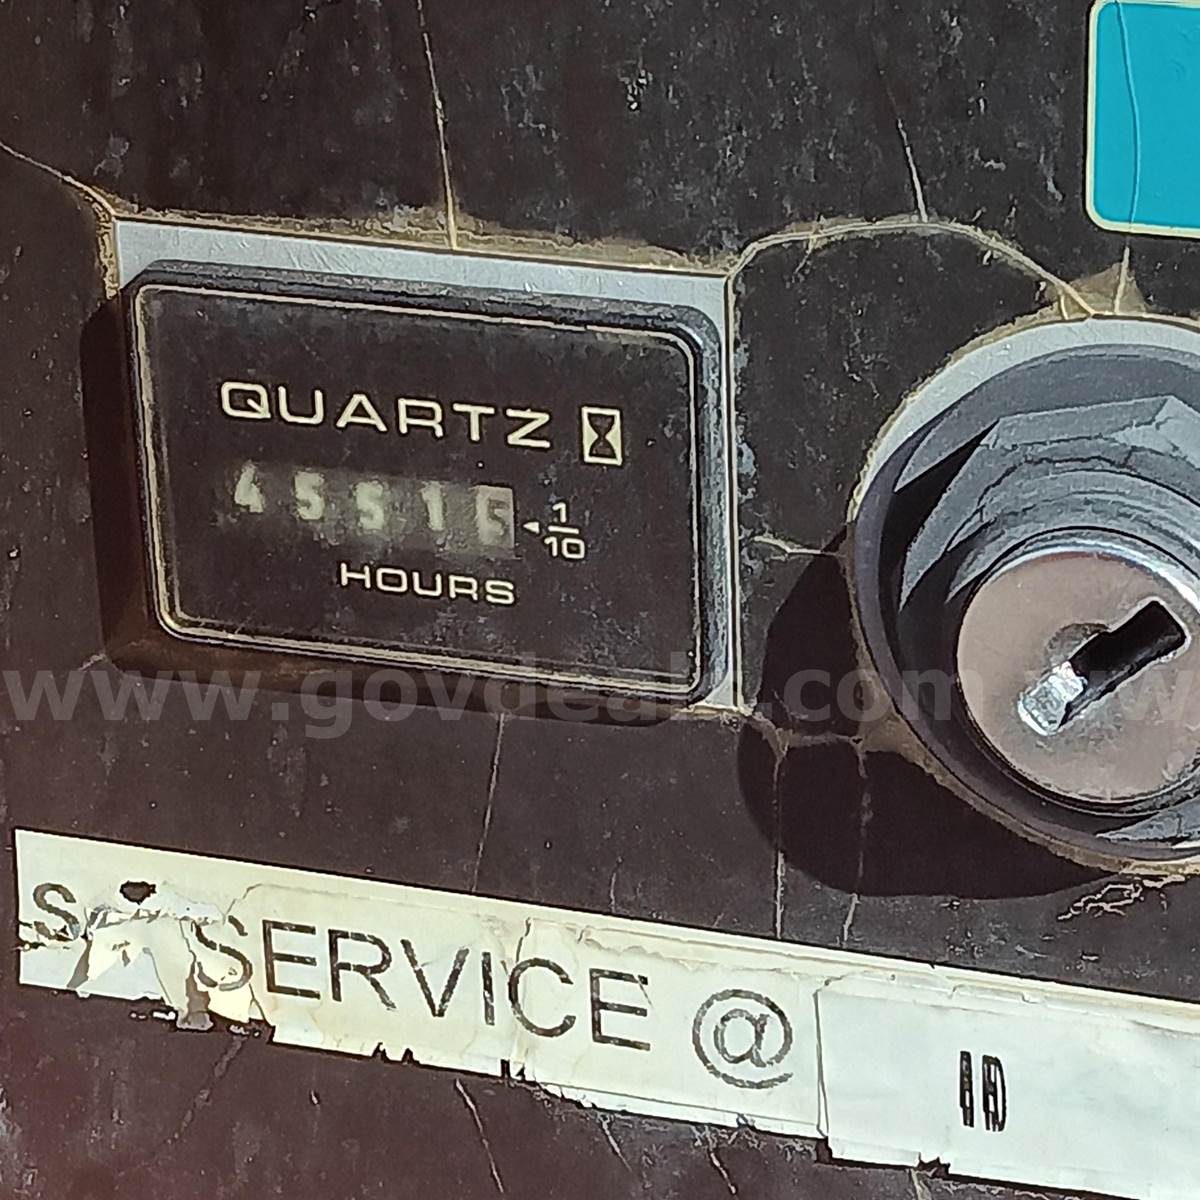 QUARTZ
4551
1/10
HOURS
www.govdeals.com
SERVICE @